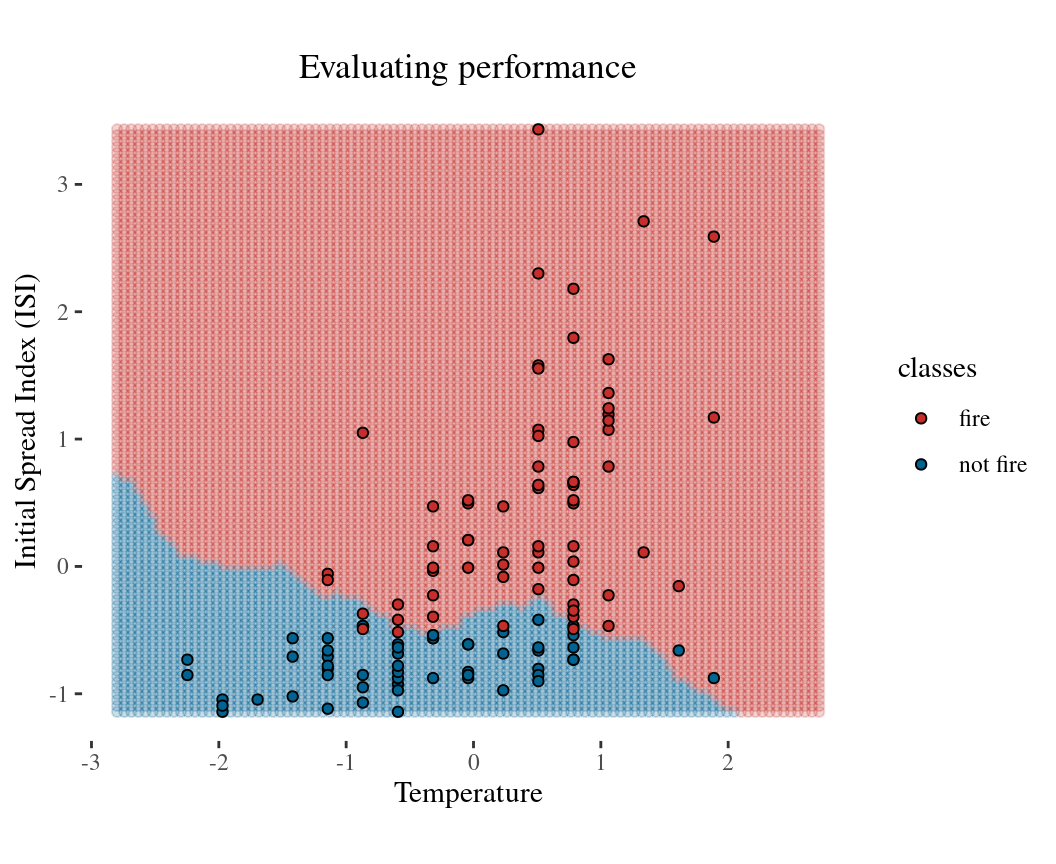 Evaluating performance
Initial Spread Index (ISI)
3
2
1
0
-1
-3
-2
-1
0
1
2
Temperature
classes
fire
not fire